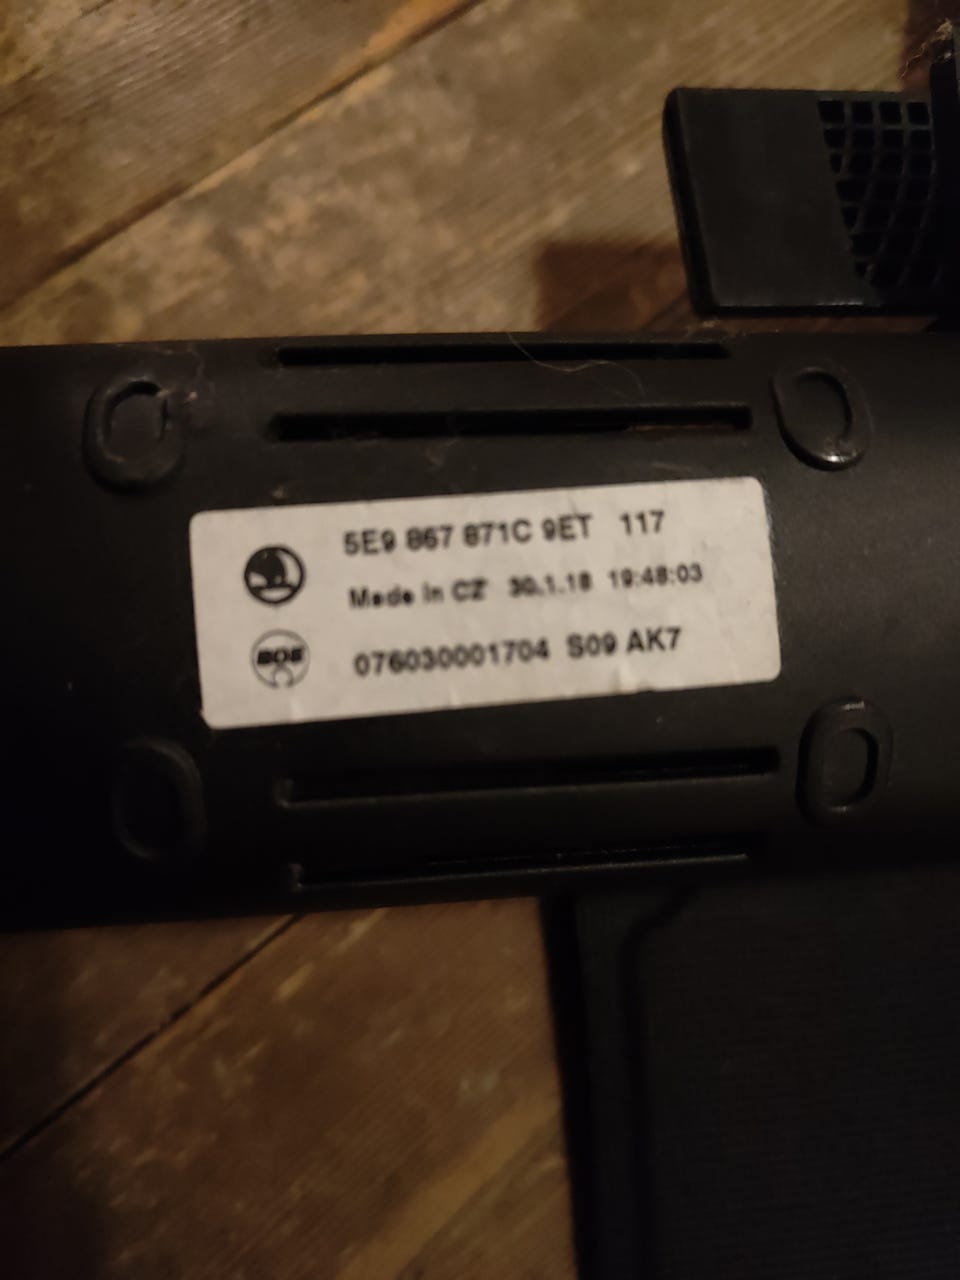 5E9 867 871C 9ET 117
Made in CZ 30.1.18 19:48:03
BOS
076030001704 S09 AK7